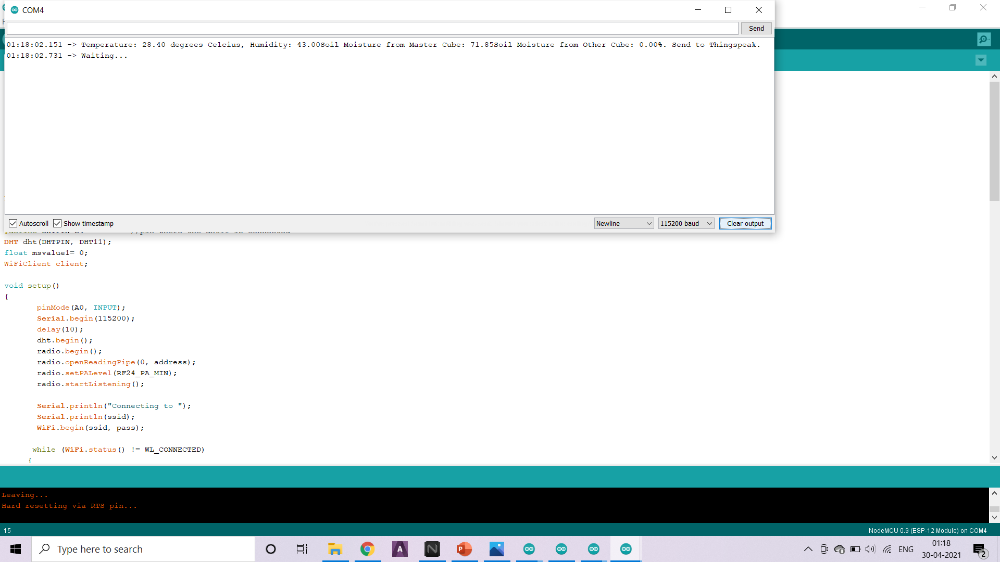 COM4
Send
01:18:02.151 -> Temperature: 28.40 degrees Celcius, Humidity: 43.00Soil Moisture from Master Cube: 71.85Soil Moisture from Other Cube: 0.00%. Send to Thingspeak.
01:18:02.731 -> Waiting...
Autoscroll Show timestamp Newline 115200 baud Clear output
DHT dht(DHTPIN, DHT11);
float msvalue1= 0;
WiFiClient client;
void setup()
{
pinMode(A0, INPUT);
Serial.begin(115200);
delay(10);
dht.begin();
radio.begin();
radio.openReadingPipe(0, address);
radio.setPALevel(RF24_PA_MIN);
radio.startListening();
Serial.println("Connecting to ");
Serial.println(ssid);
WiFi.begin(ssid, pass);
while (WiFi.status() != WL_CONNECTED)
{
Leaving...
Hard resetting via RTS pin...
15 NodeMCU 0.9 (ESP-12 Module) on COM4
Type here to search
ENG
01:18
30-04-2021
2